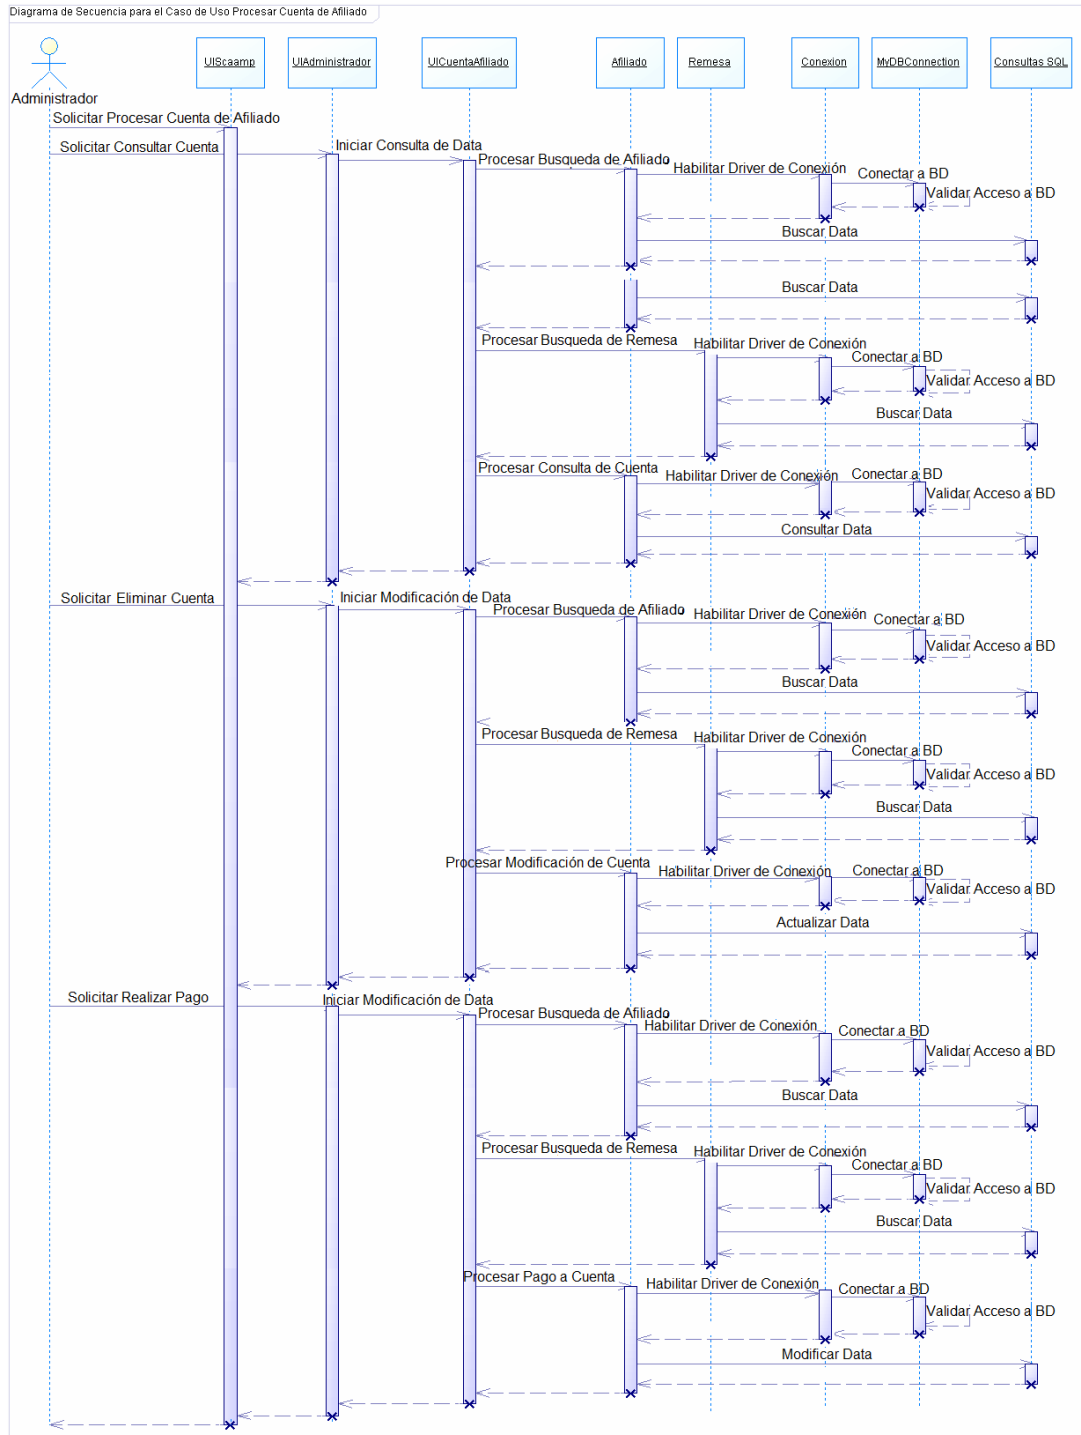 Diagrama de Secuencia para el Caso de Uso Procesar Cuenta de Afiliado
UIScaamp
UIAdministrador
UICuentaAfiliado
Afiliado
Remesa
Conexion
MyDBConnection
Consultas SQL
Administrador
Solicitar Procesar Cuenta de Afiliado
Solicitar Consultar Cuenta
Iniciar Consulta de Data
Procesar Busqueda de Afiliado
Habilitar Driver de Conexión
Conectar a BD
Validar Acceso a BD
Buscar Data
Buscar Data
Procesar Busqueda de Remesa
Habilitar Driver de Conexión
Conectar a BD
Validar Acceso a BD
Buscar Data
Procesar Consulta de Cuenta
Habilitar Driver de Conexión
Conectar a BD
Validar Acceso a BD
Consultar Data
Solicitar Eliminar Cuenta
Iniciar Modificación de Data
Procesar Busqueda de Afiliado
Habilitar Driver de Conexión
Conectar a BD
Validar Acceso a BD
Buscar Data
Procesar Busqueda de Remesa
Habilitar Driver de Conexión
Conectar a BD
Validar Acceso a BD
Buscar Data
Procesar Modificación de Cuenta
Habilitar Driver de Conexión
Conectar a BD
Validar Acceso a BD
Actualizar Data
Solicitar Realizar Pago
Iniciar Modificación de Data
Procesar Busqueda de Afiliado
Habilitar Driver de Conexión
Conectar a BD
Validar Acceso a BD
Buscar Data
Procesar Busqueda de Remesa
Habilitar Driver de Conexión
Conectar a BD
Validar Acceso a BD
Buscar Data
Procesar Pago a Cuenta
Habilitar Driver de Conexión
Conectar a BD
Validar Acceso a BD
Modificar Data